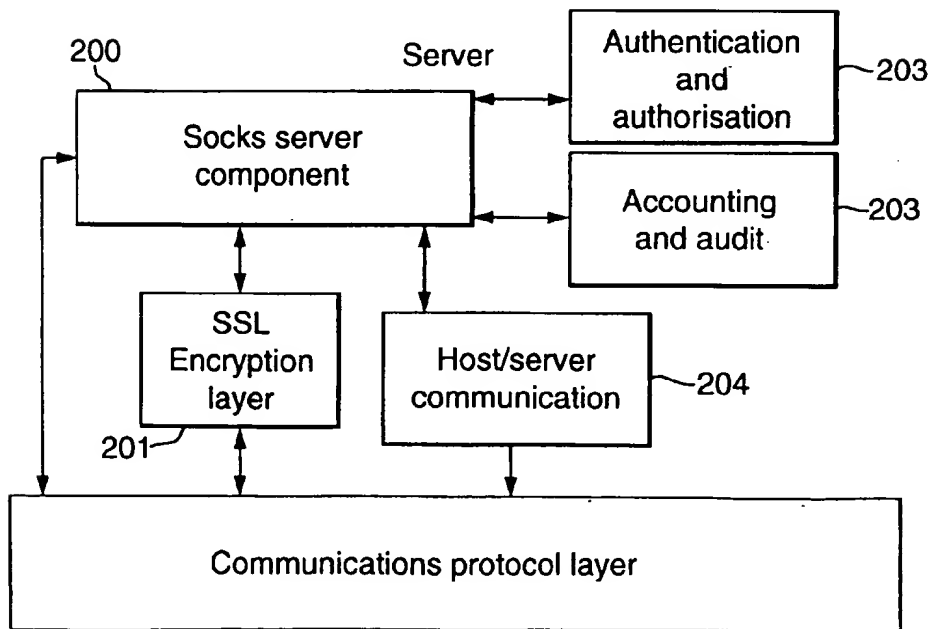 200
Server
Authentication
and
authorisation
203
Socks server
component
Accounting
and audit
203
SSL
Encryption
layer
201
Host/server
communication
204
Communications protocol layer